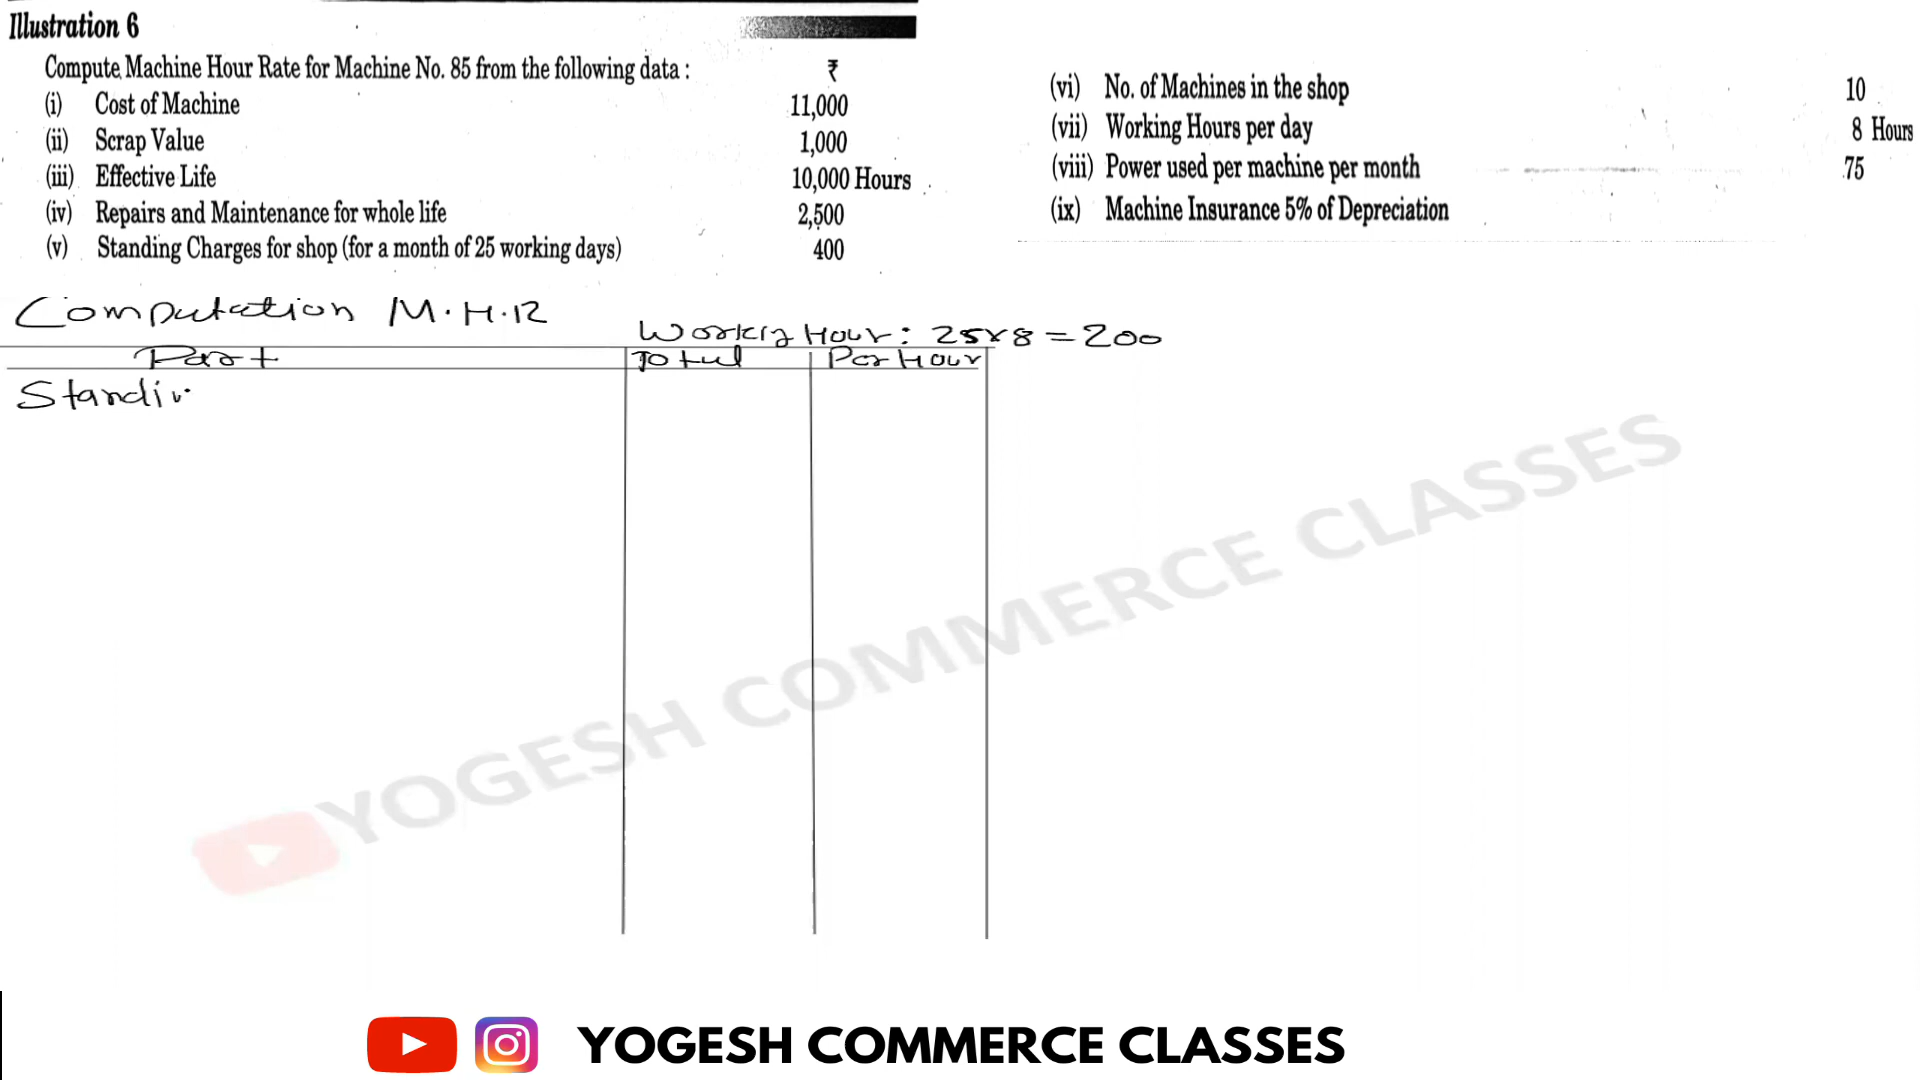 Illustration 6
Compute Machine Hour Rate for Machine No. 85 from the following data : ₹
(i) Cost of Machine 11,000
(ii) Scrap Value 1,000
(iii) Effective Life 10,000 Hours
(iv) Repairs and Maintenance for whole life 2,500
(v) Standing Charges for shop (for a month of 25 working days) 400
(vi) No. of Machines in the shop 10
(vii) Working Hours per day 8 Hours
(viii) Power used per machine per month 75
(ix) Machine Insurance 5% of Depreciation
Computation M.H.R
Working Hour: 25x8 = 200
Part Total Per Hour
Standin
YOGESH COMMERCE CLASSES
YOGESH COMMERCE CLASSES